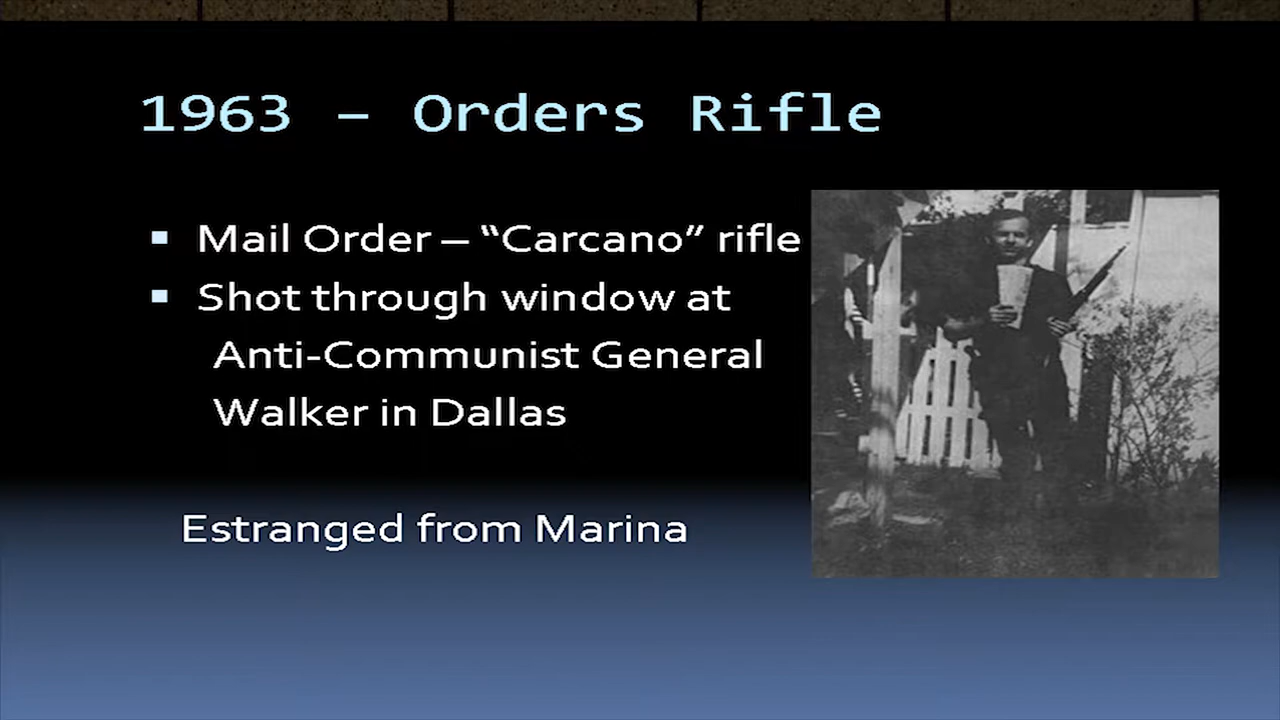 1963 – Orders Rifle
Mail Order – “Carcano” rifle
Shot through window at
Anti-Communist General
Walker in Dallas
Estranged from Marina